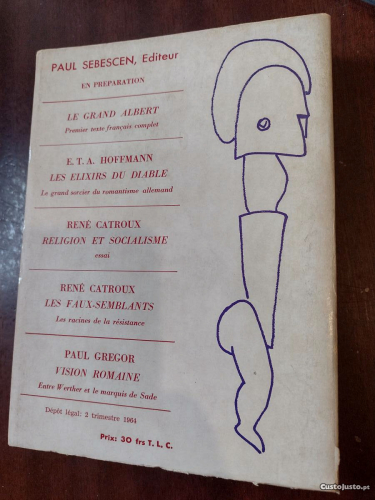 PAUL SEBESCEN, Editeur
EN PREPARATION
LE GRAND ALBERT
Premier texte français complet
E. T. A. HOFFMANN
LES ELIXIRS DU DIABLE
Le grand sorcier du romantisme allemand
RENÉ CATROUX
RELIGION ET SOCIALISME
essai
RENÉ CATROUX
LES FAUX-SEMBLANTS
Les racines de la résistance
PAUL GREGOR
VISION ROMAINE
Entre Werther et le marquis de Sade
Dépôt légal: 2 trimestre 1964
Prix: 30 frs T. L. C.
CustoJusto.pt